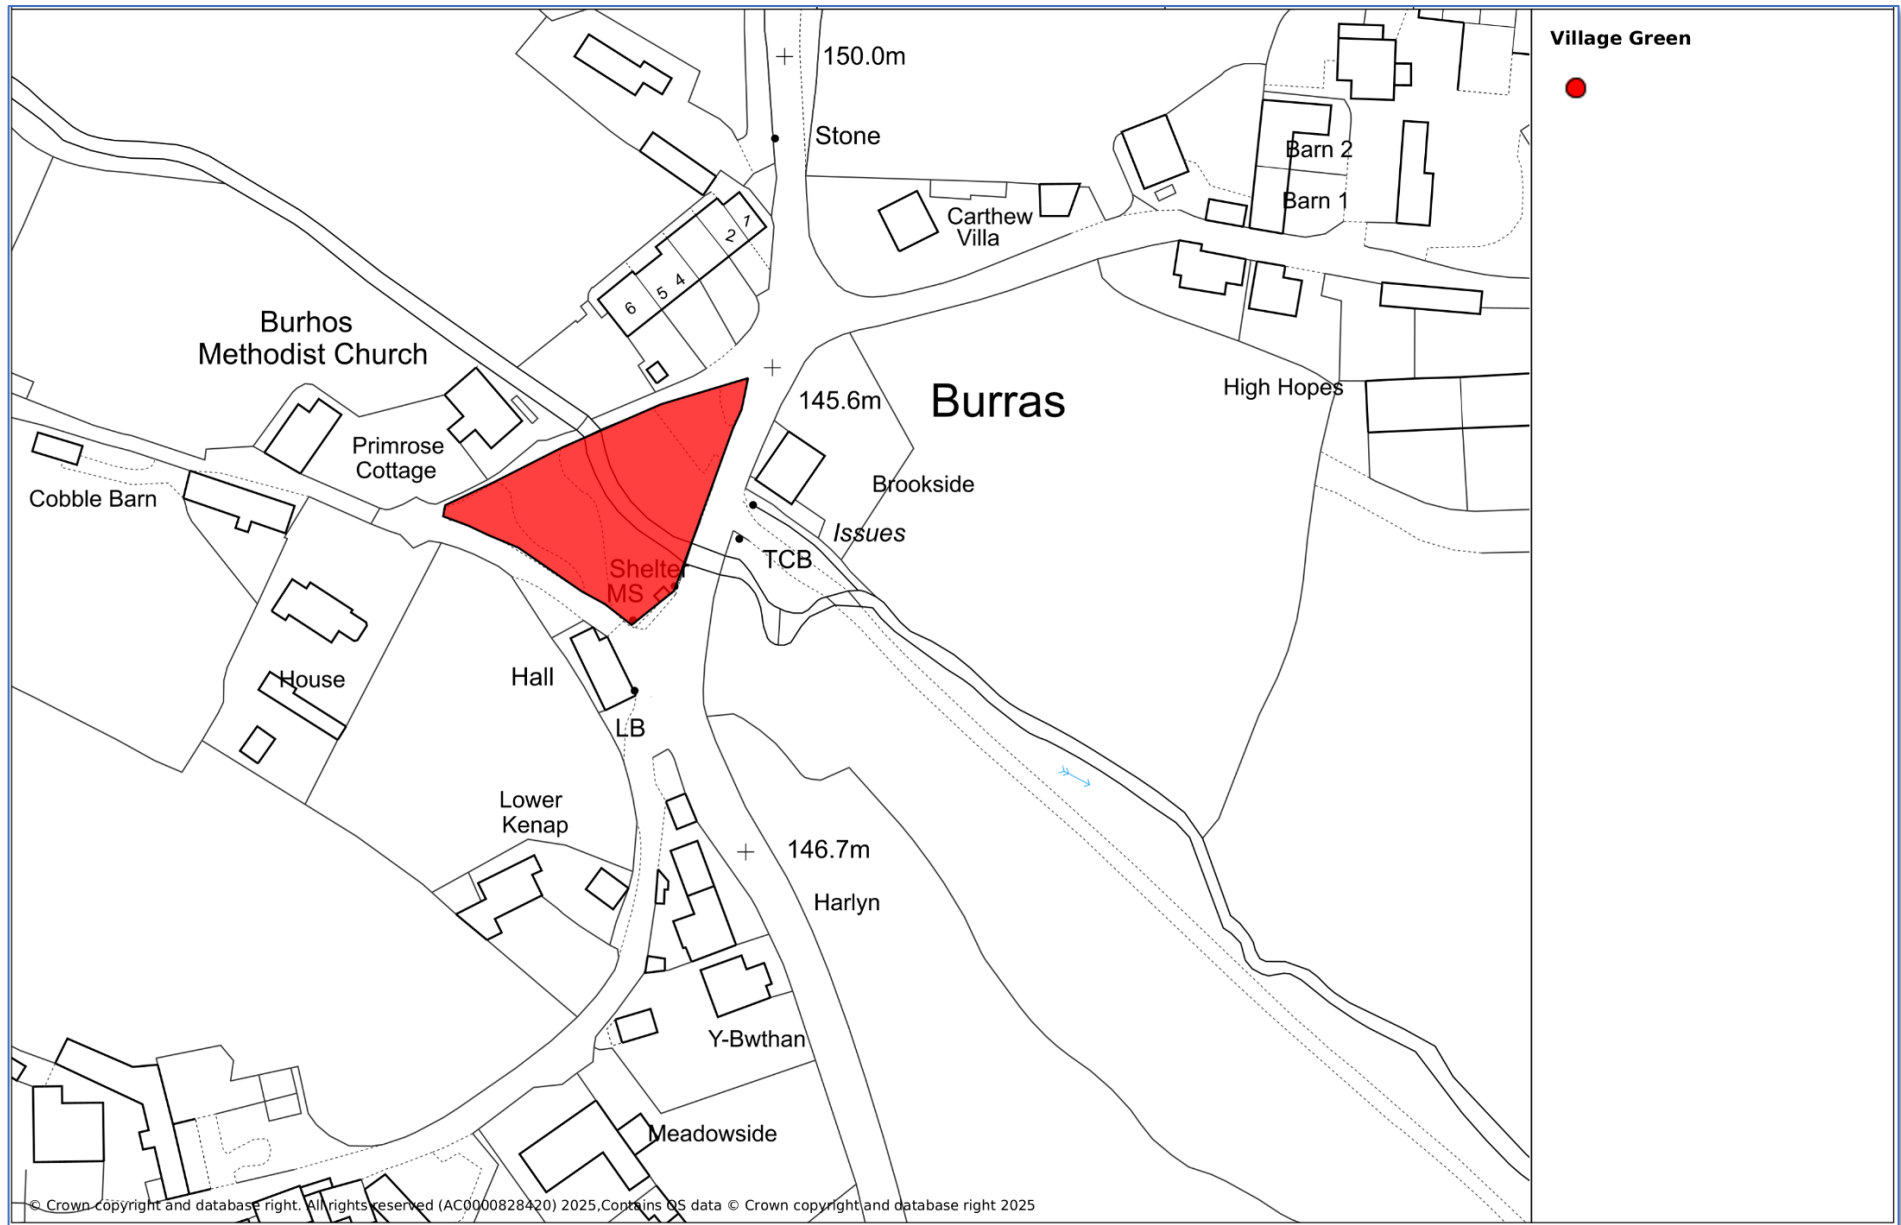 Village Green
150.0m
Stone
Barn 2
Barn 1
Carthew
Villa
1
2
4
5
6
Burhos
Methodist Church
High Hopes
145.6m
Burras
Primrose
Cottage
Cobble Barn
Brookside
Issues
TCB
Shelter
MS
House
Hall
LB
Lower
Kenap
146.7m
Harlyn
Y-Bwthan
Meadowside
© Crown copyright and database right. All rights reserved (AC0000828420) 2025,Contains OS data © Crown copyright and database right 2025